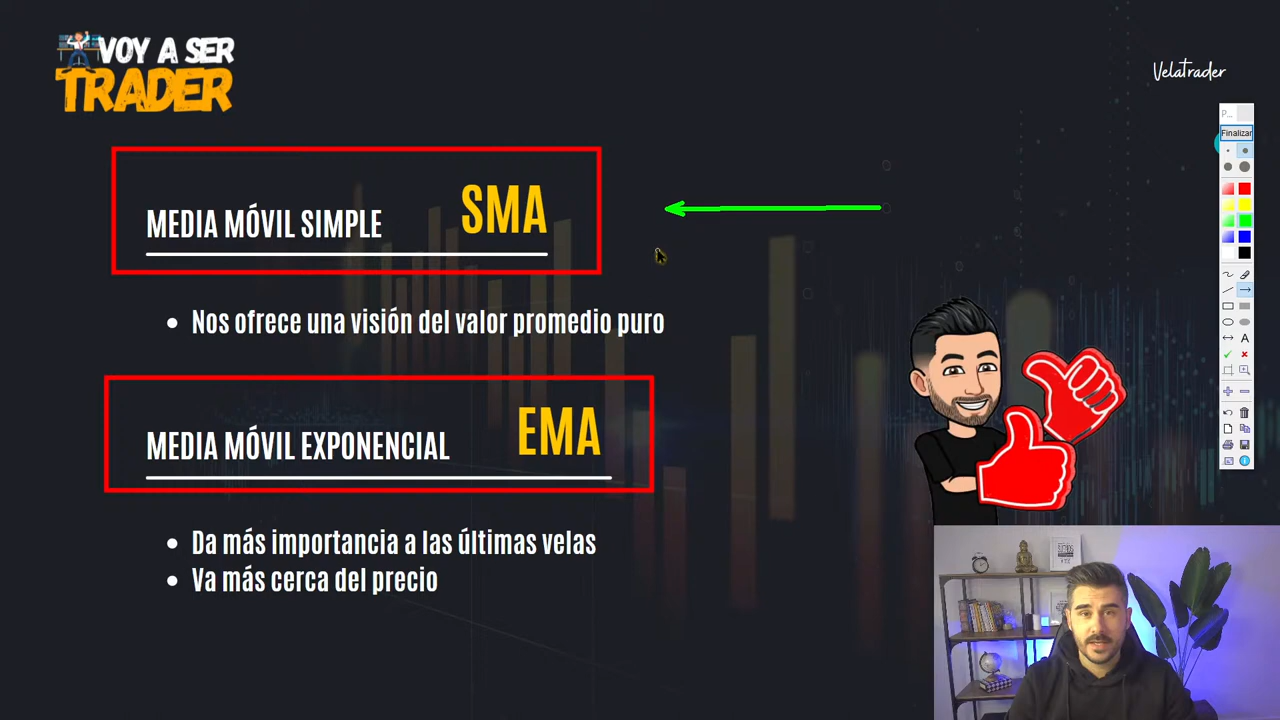 VOY A SER
TRADER
Velatrader
P...
Finalizar
MEDIA MÓVIL SIMPLE SMA
A
Nos ofrece una visión del valor promedio puro
MEDIA MÓVIL EXPONENCIAL EMA
Da más importancia a las últimas velas
Va más cerca del precio